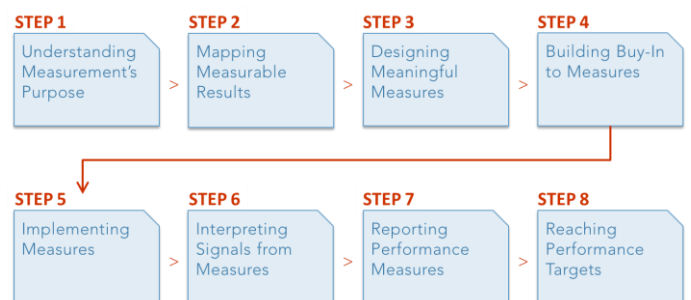 STEP 1
Understanding
Measurement's
Purpose
>
STEP 2
Mapping
Measurable
Results
>
STEP 3
Designing
Meaningful
Measures
>
STEP 4
Building Buy-In
to Measures
STEP 5
Implementing
Measures
>
STEP 6
Interpreting
Signals from
Measures
>
STEP 7
Reporting
Performance
Measures
>
STEP 8
Reaching
Performance
Targets